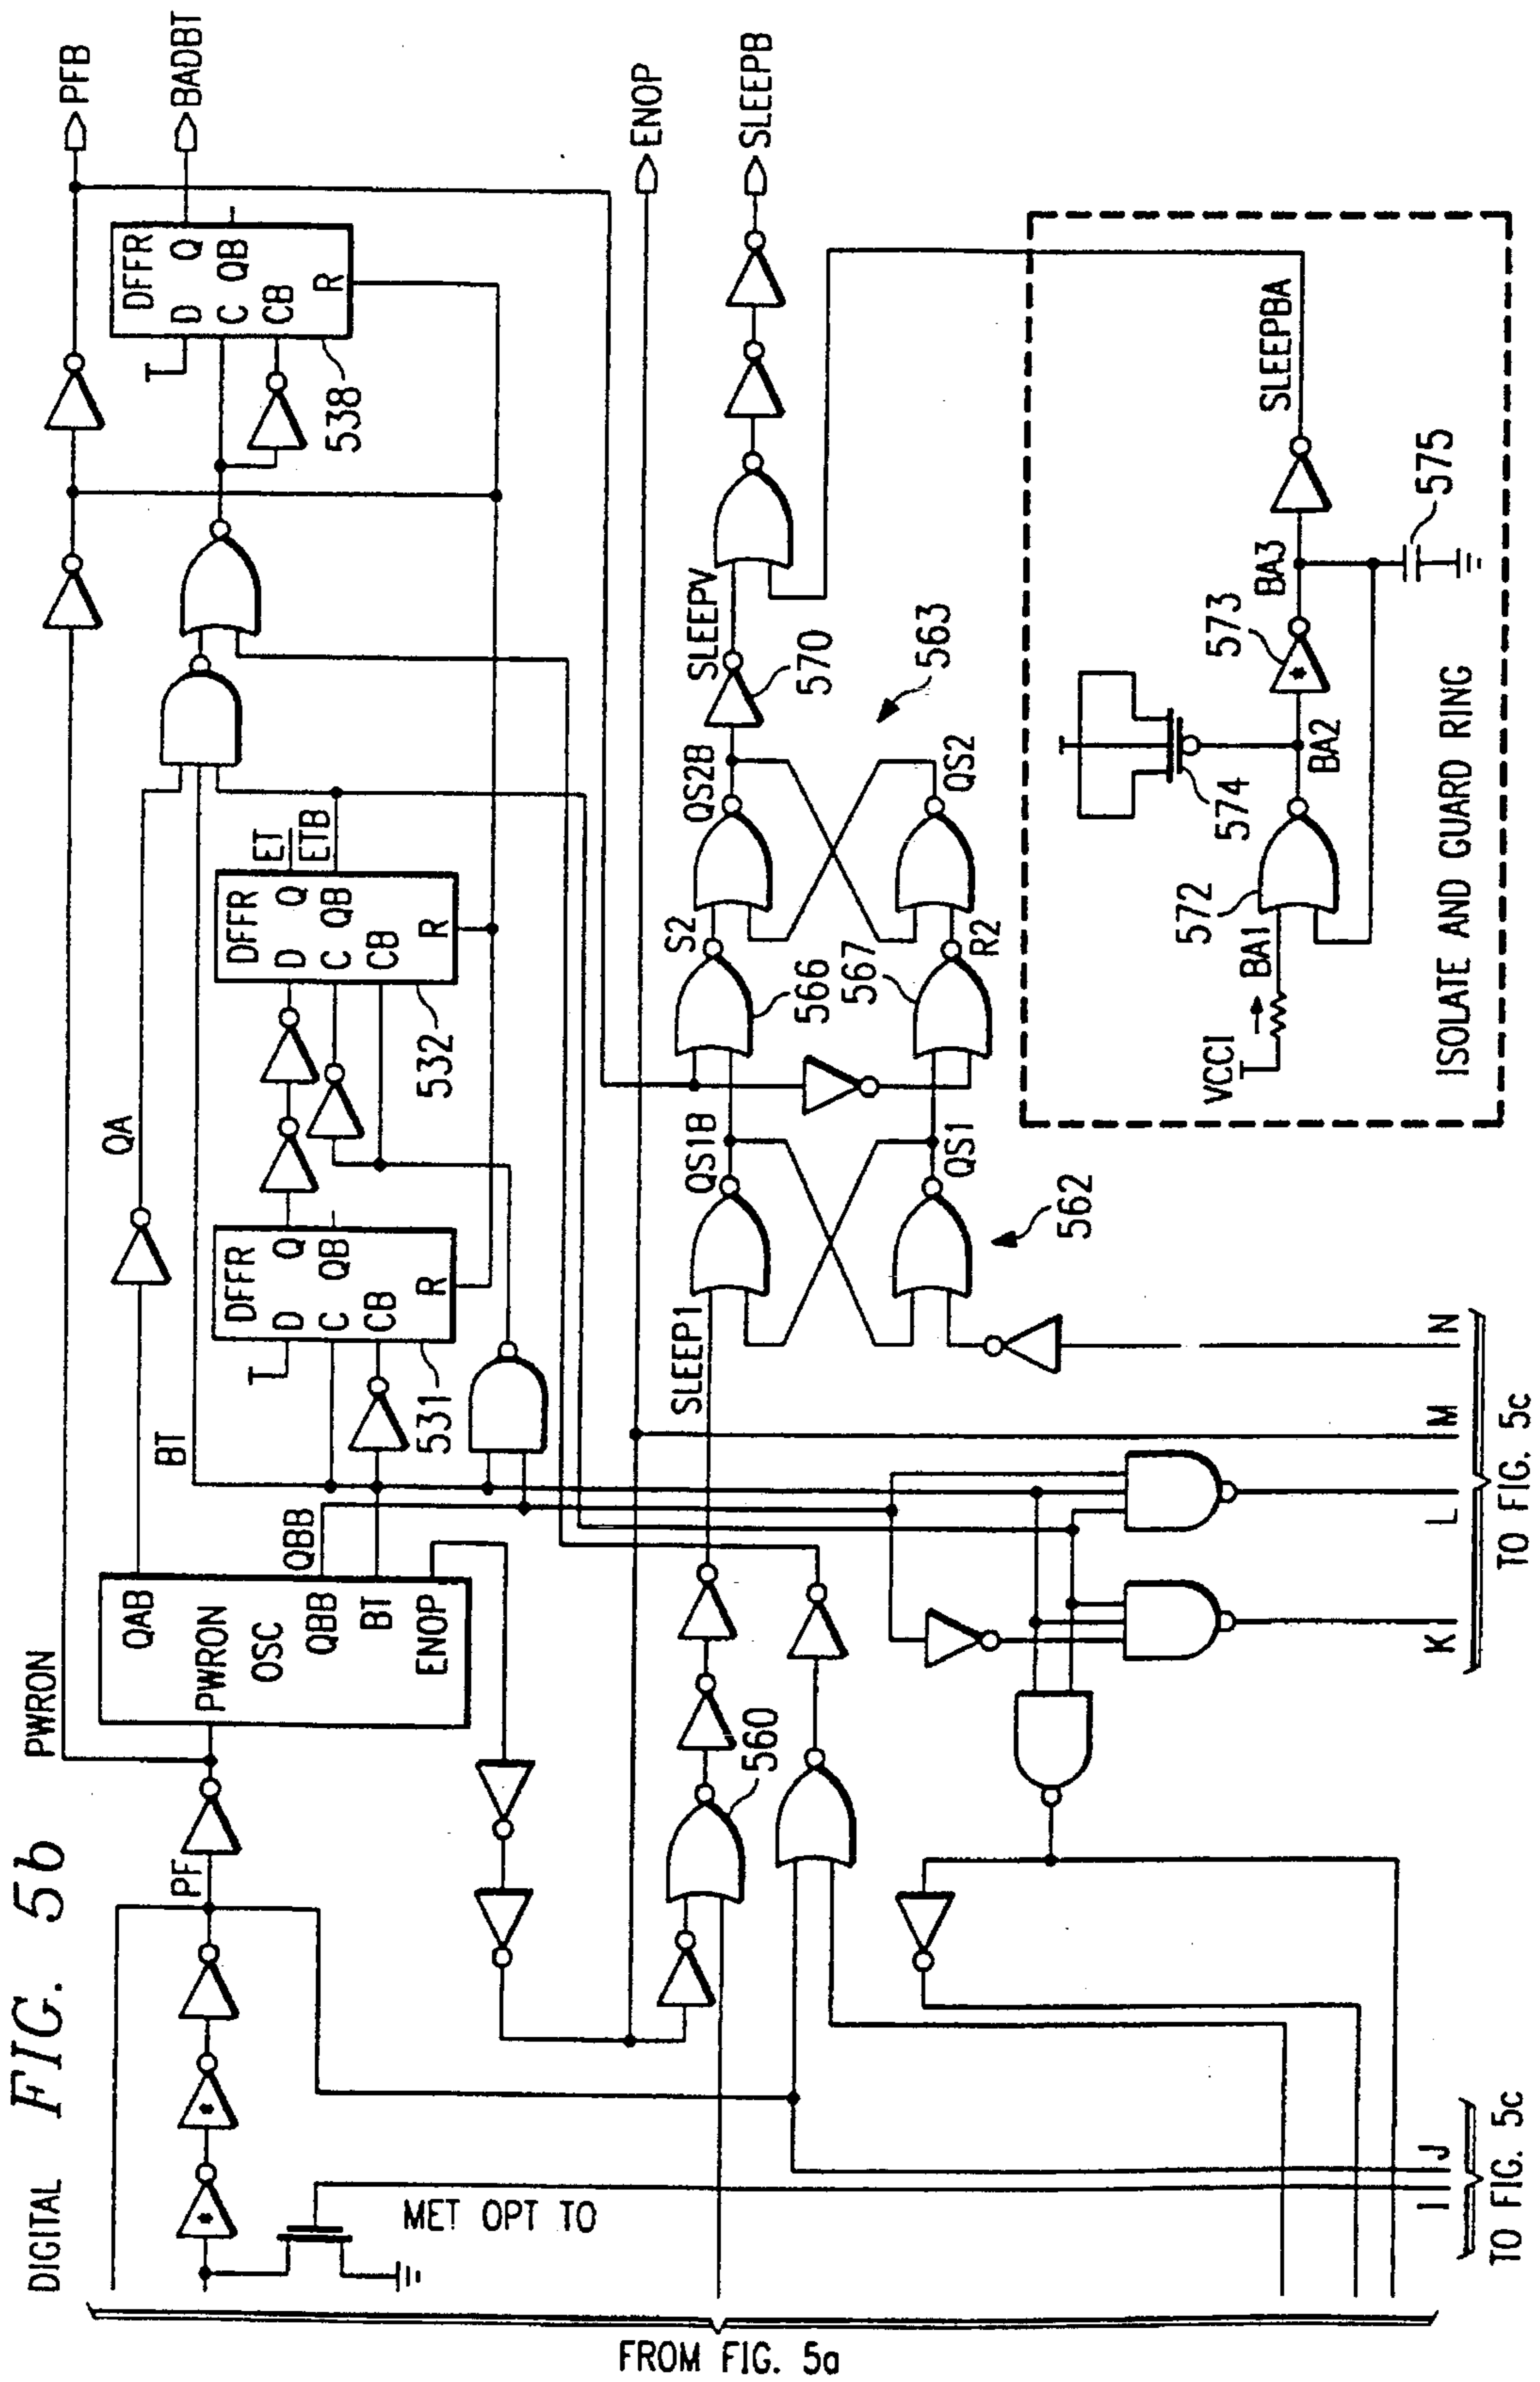 DIGITAL FIG. 5b
FROM FIG. 5a
PF
PWRON
MET OPT TO
I
J
TO FIG. 5c
QAB
PWRON
OSC
QBB
BT
ENOP
QBB
BT
QA
DFFR
D
Q
C
QB
CB
R
531
DFFR
D
Q
C
QB
CB
R
532
ET
ETB
DFFR
D
Q
C
QB
CB
R
538
PFB
BADBT
ENOP
SLEEPB
560
SLEEP1
QS1B
QS1
562
S2
566
567
R2
QS2B
QS2
563
SLEEPV
570
K
L
M
N
TO FIG. 5c
VCCI
BA1
572
574
BA2
573
*
BA3
575
SLEEPBA
ISOLATE AND GUARD RING
*
*